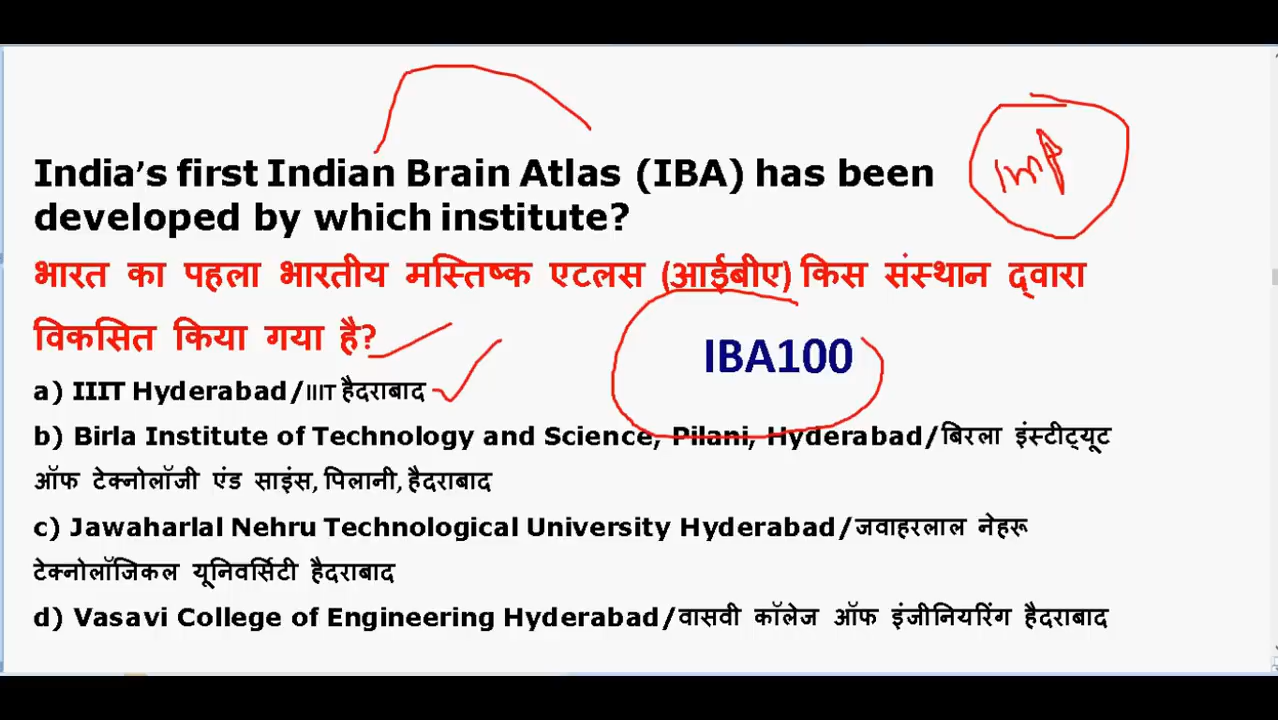 Imp
India's first Indian Brain Atlas (IBA) has been
developed by which institute?
भारत का पहला भारतीय मस्तिष्क एटलस (आईबीए) किस संस्थान द्वारा
विकसित किया गया है?
IBA100
a) IIIT Hyderabad/IIIT हैदराबाद
b) Birla Institute of Technology and Science, Pilani, Hyderabad/बिरला इंस्टीट्यूट
ऑफ टेक्नोलॉजी एंड साइंस, पिलानी, हैदराबाद
c) Jawaharlal Nehru Technological University Hyderabad/जवाहरलाल नेहरू
टेक्नोलॉजिकल यूनिवर्सिटी हैदराबाद
d) Vasavi College of Engineering Hyderabad/वासवी कॉलेज ऑफ इंजीनियरिंग हैदराबाद